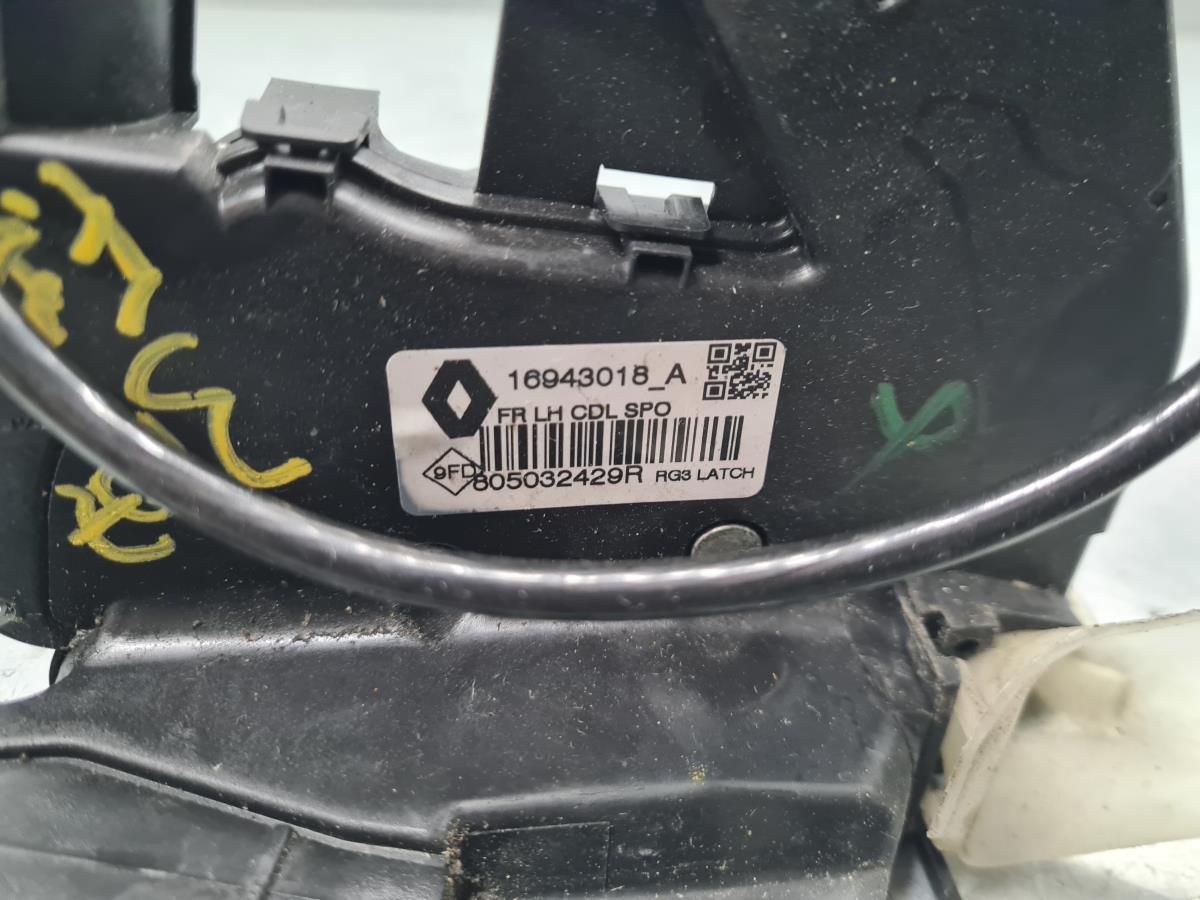 16943018_A
FR LH CDL SPO
9FD 805032429R RG3 LATCH